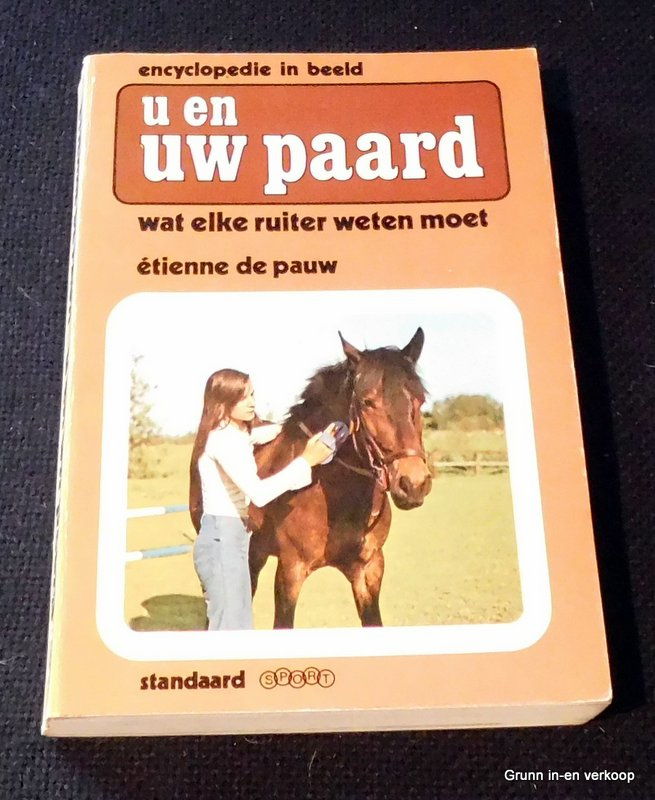 encyclopedie in beeld
u en
uw paard
wat elke ruiter weten moet
étienne de pauw
standaard SPORT
Grunn in-en verkoop